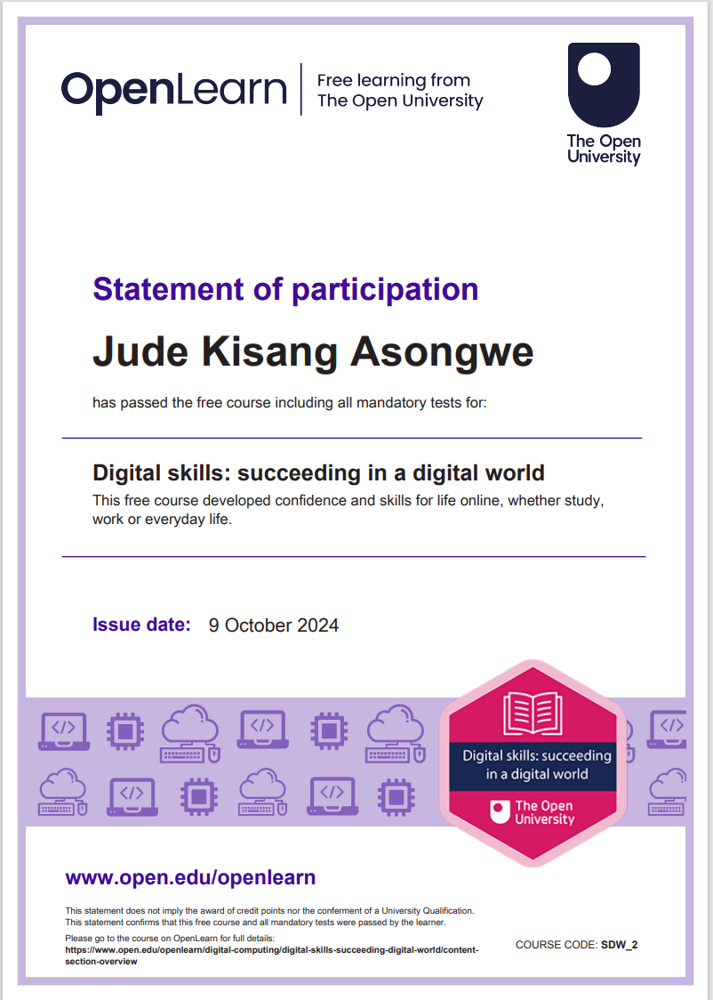 OpenLearn
Free learning from
The Open University
The Open
University
Statement of participation
Jude Kisang Asongwe
has passed the free course including all mandatory tests for:
Digital skills: succeeding in a digital world
This free course developed confidence and skills for life online, whether study,
work or everyday life.
Issue date: 9 October 2024
</>
</>
</>
</>
</>
Digital skills: succeeding
in a digital world
The Open
University
www.open.edu/openlearn
This statement does not imply the award of credit points nor the conferment of a University Qualification.
This statement confirms that this free course and all mandatory tests were passed by the learner.
Please go to the course on OpenLearn for full details:
https://www.open.edu/openlearn/digital-computing/digital-skills-succeeding-digital-world/content-
section-overview
COURSE CODE: SDW_2